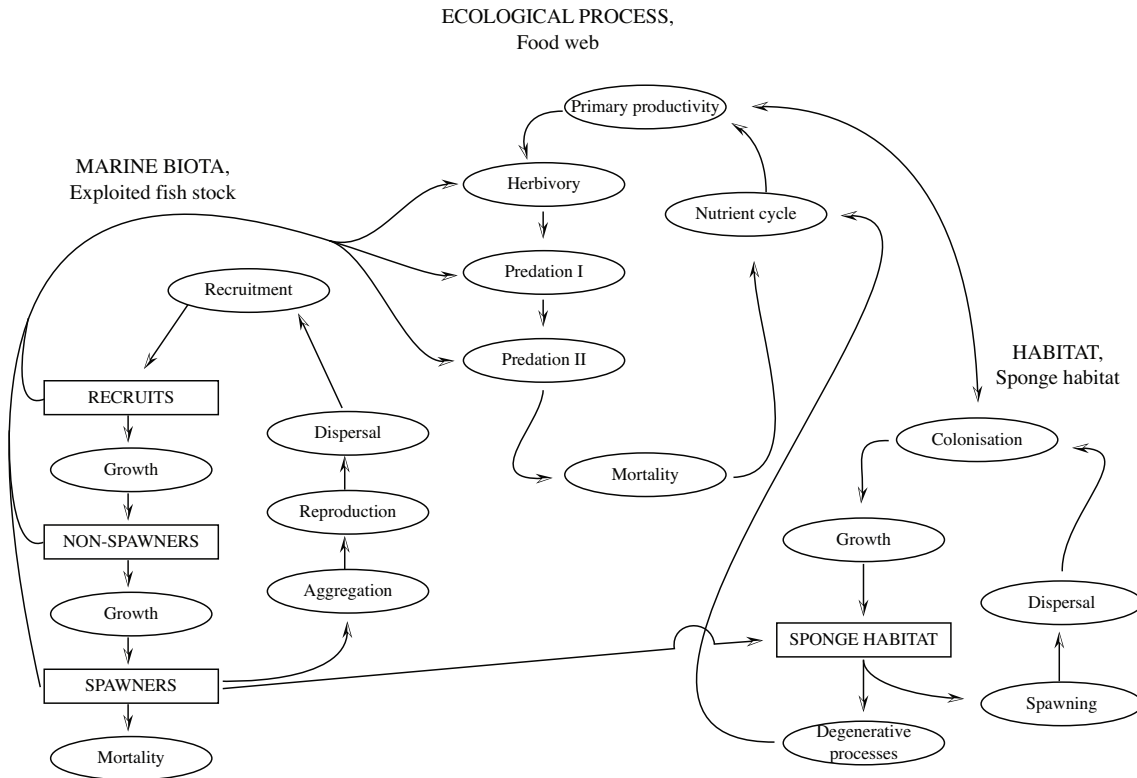 ECOLOGICAL PROCESS,
Food web
Primary productivity
MARINE BIOTA,
Exploited fish stock
Herbivory
Nutrient cycle
Predation I
Recruitment
Predation II
HABITAT,
Sponge habitat
RECRUITS
Dispersal
Colonisation
Growth
Mortality
Reproduction
NON-SPAWNERS
Growth
Aggregation
Growth
Dispersal
SPONGE HABITAT
SPAWNERS
Spawning
Mortality
Degenerative
processes